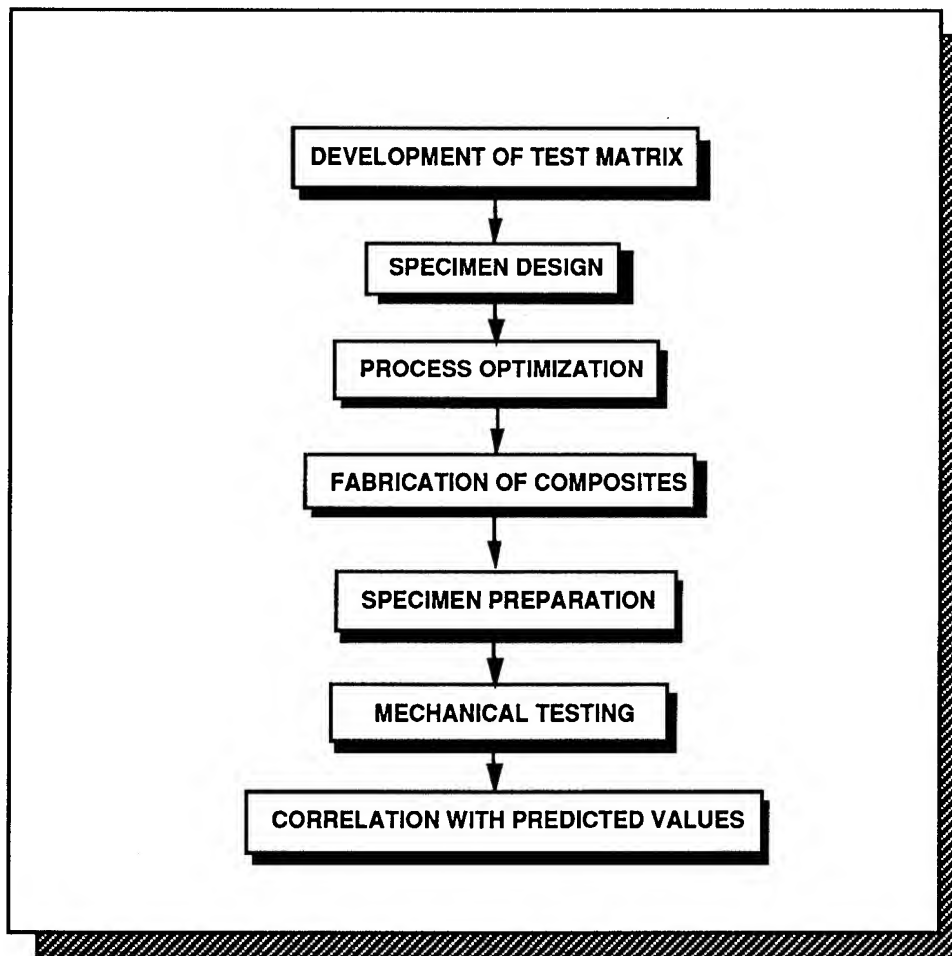 DEVELOPMENT OF TEST MATRIX
SPECIMEN DESIGN
PROCESS OPTIMIZATION
FABRICATION OF COMPOSITES
SPECIMEN PREPARATION
MECHANICAL TESTING
CORRELATION WITH PREDICTED VALUES